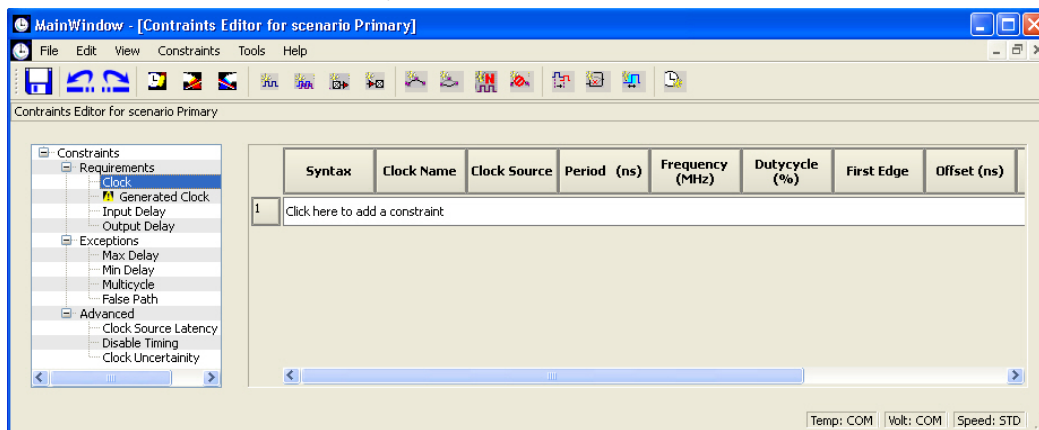 MainWindow - [Contraints Editor for scenario Primary]
File Edit View Constraints Tools Help
Contraints Editor for scenario Primary
Constraints
Requirements
Clock
Generated Clock
Input Delay
Output Delay
Exceptions
Max Delay
Min Delay
Multicycle
False Path
Advanced
Clock Source Latency
Disable Timing
Clock Uncertainity
Syntax Clock Name Clock Source Period (ns) Frequency (MHz) Dutycycle (%) First Edge Offset (ns)
1 Click here to add a constraint
Temp: COM Volt: COM Speed: STD